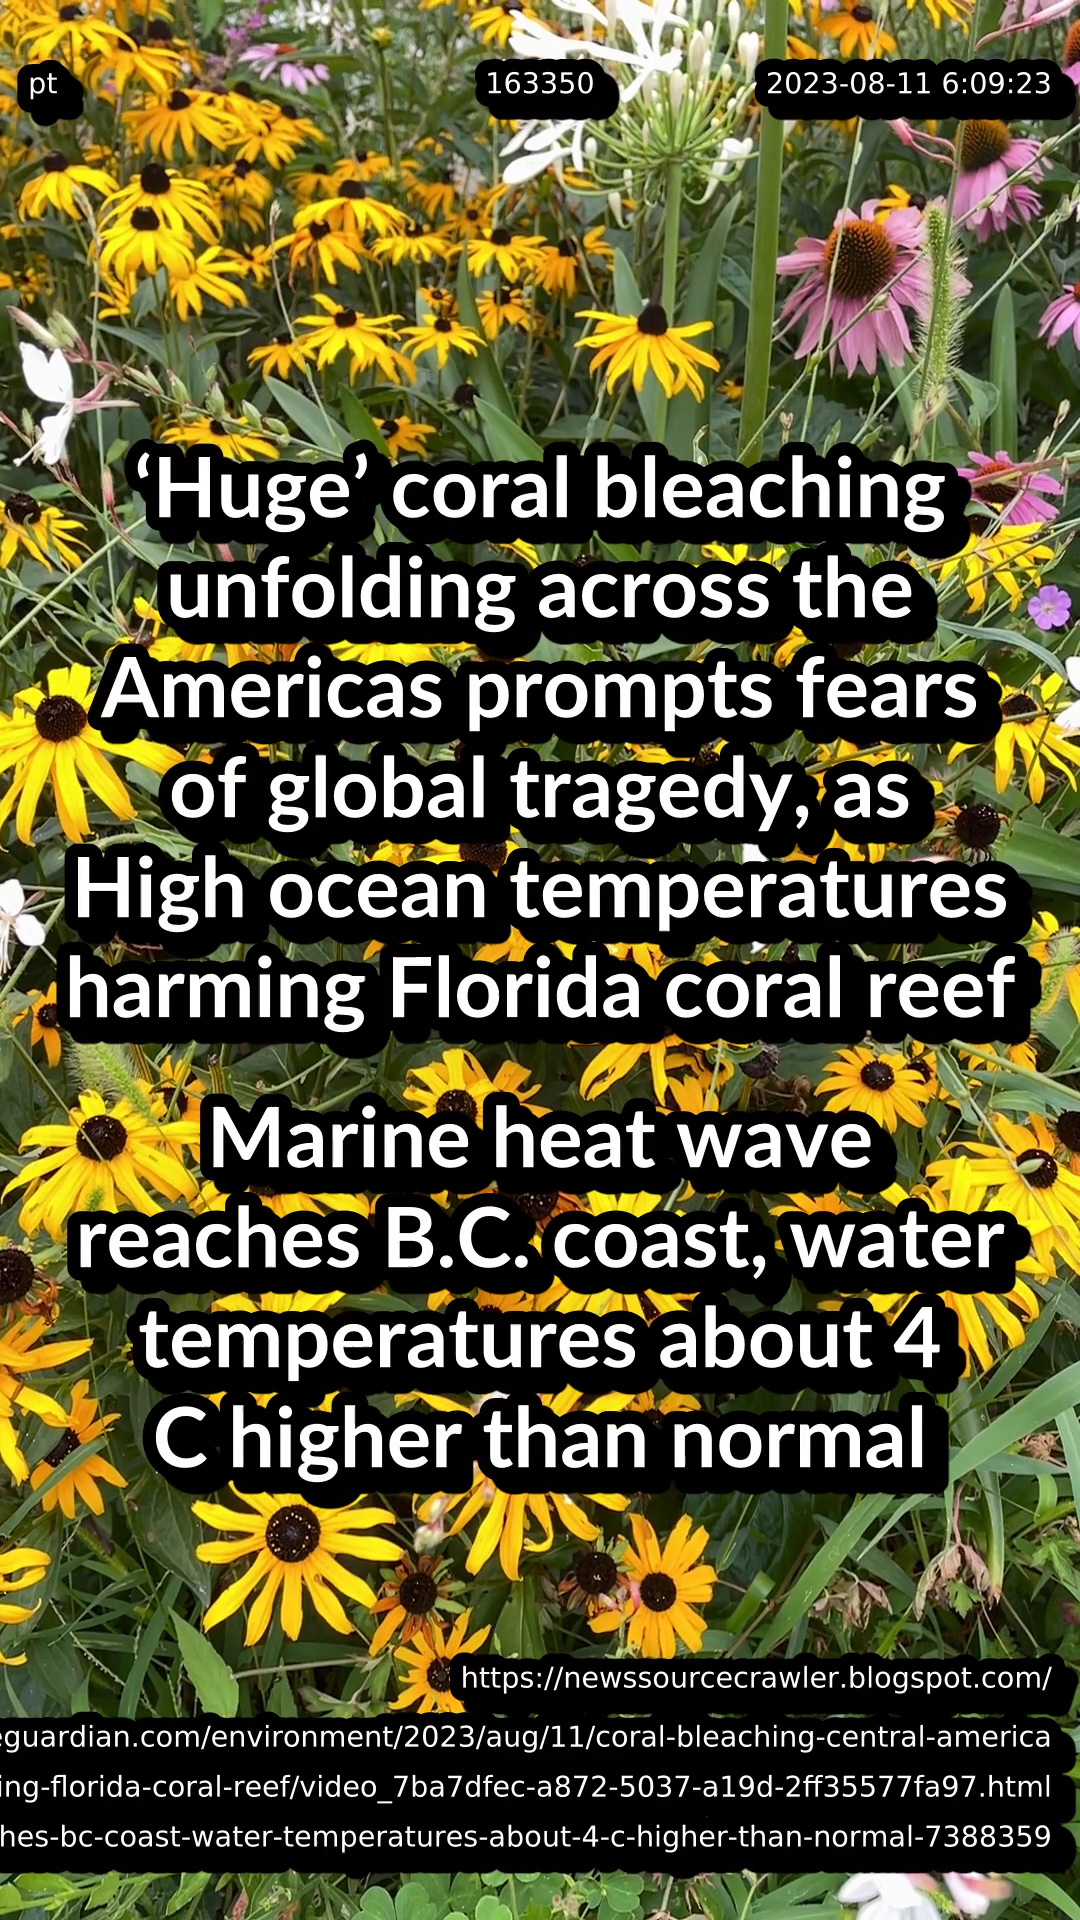 pt
163350
2023-08-11 6:09:23
‘Huge’ coral bleaching
unfolding across the
Americas prompts fears
of global tragedy, as
High ocean temperatures
harming Florida coral reef
Marine heat wave
reaches B.C. coast, water
temperatures about 4
C higher than normal
https://newssourcecrawler.blogspot.com/
eguardian.com/environment/2023/aug/11/coral-bleaching-central-america
ing-florida-coral-reef/video_7ba7dfec-a872-5037-a19d-2ff35577fa97.html
hes-bc-coast-water-temperatures-about-4-c-higher-than-normal-7388359